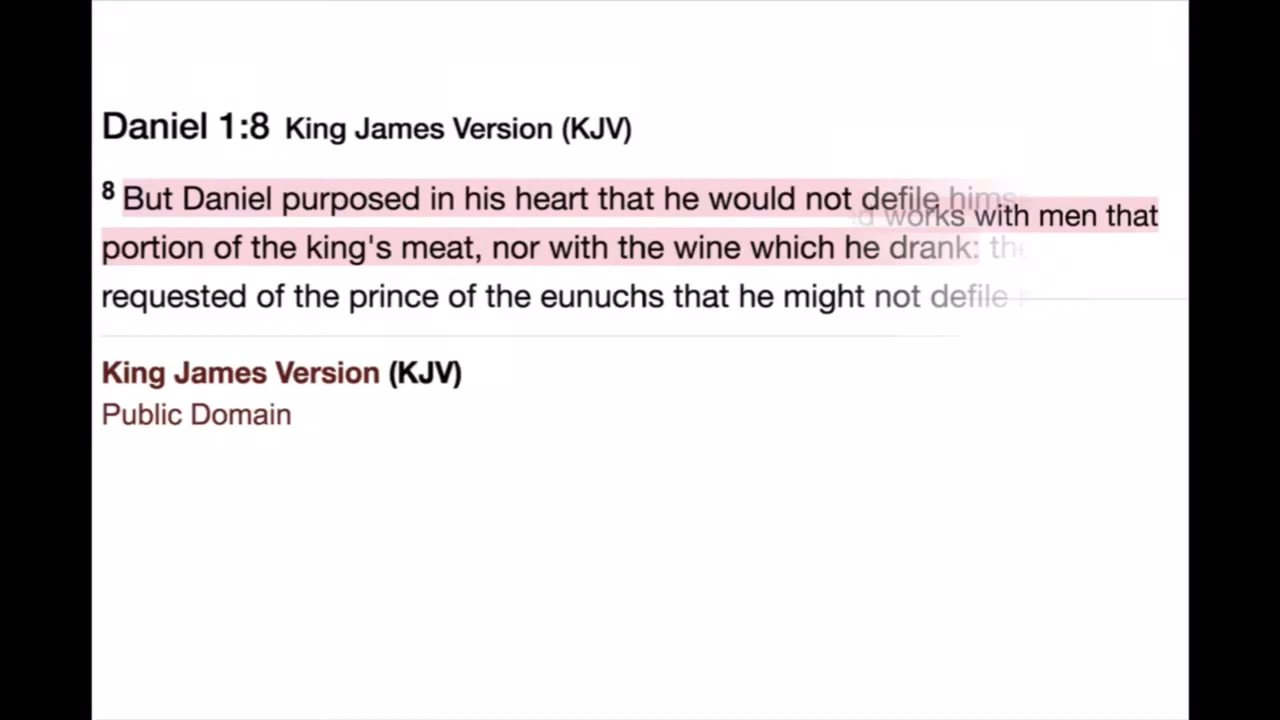 Daniel 1:8 King James Version (KJV)
8 But Daniel purposed in his heart that he would not defile hims
works with men that
portion of the king's meat, nor with the wine which he drank:
requested of the prince of the eunuchs that he might not defile
King James Version (KJV)
Public Domain